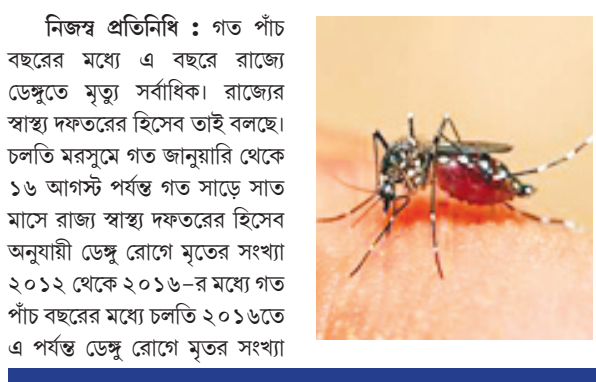 নিজস্ব প্রতিনিধি : গত পাঁচ
বছরের মধ্যে এ বছরে রাজ্যে
ডেঙ্গুতে মৃত্যু সর্বাধিক। রাজ্যের
স্বাস্থ্য দফতরের হিসেব তাই বলছে।
চলতি মরসুমে গত জানুয়ারি থেকে
১৬ আগস্ট পর্যন্ত গত সাড়ে সাত
মাসে রাজ্য স্বাস্থ্য দফতরের হিসেব
অনুযায়ী ডেঙ্গু রোগে মৃতের সংখ্যা
২০১২ থেকে ২০১৬-র মধ্যে গত
পাঁচ বছরের মধ্যে চলতি ২০১৬তে
এ পর্যন্ত ডেঙ্গু রোগে মৃতর সংখ্যা